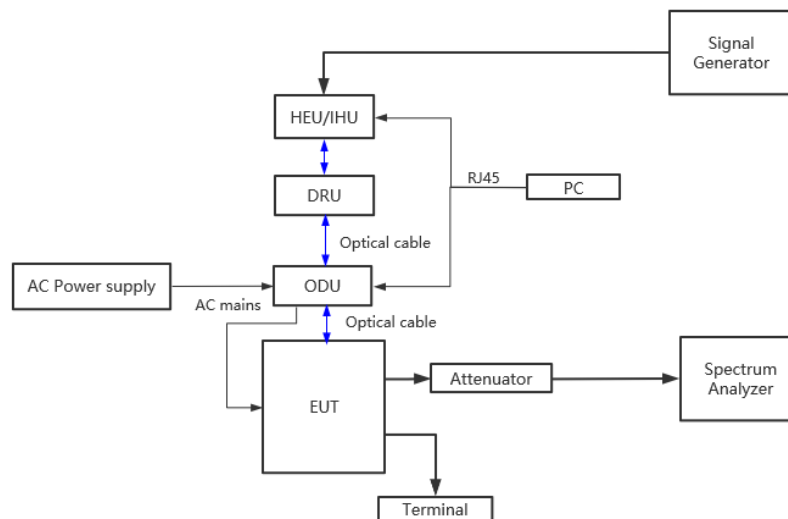 Signal
Generator
HEU/IHU
RJ45
PC
DRU
Optical cable
AC Power supply
AC mains
ODU
Optical cable
EUT
Attenuator
Spectrum
Analyzer
Terminal